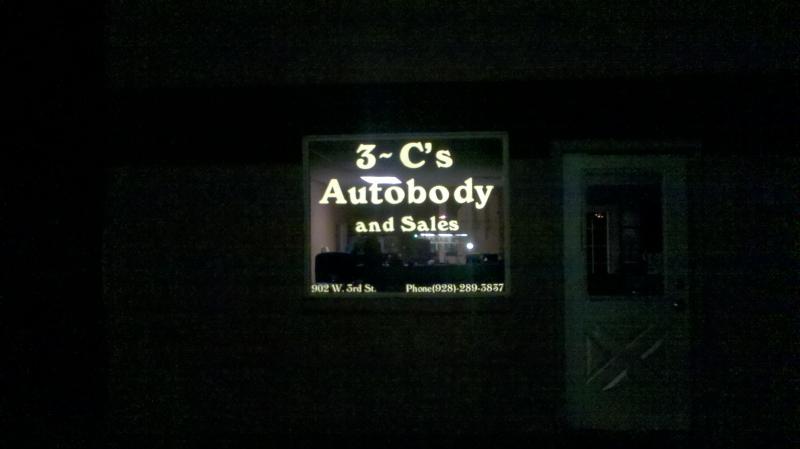 3~C's
Autobody
and Sales
902 W. 3rd St. Phone(928)-289-3837